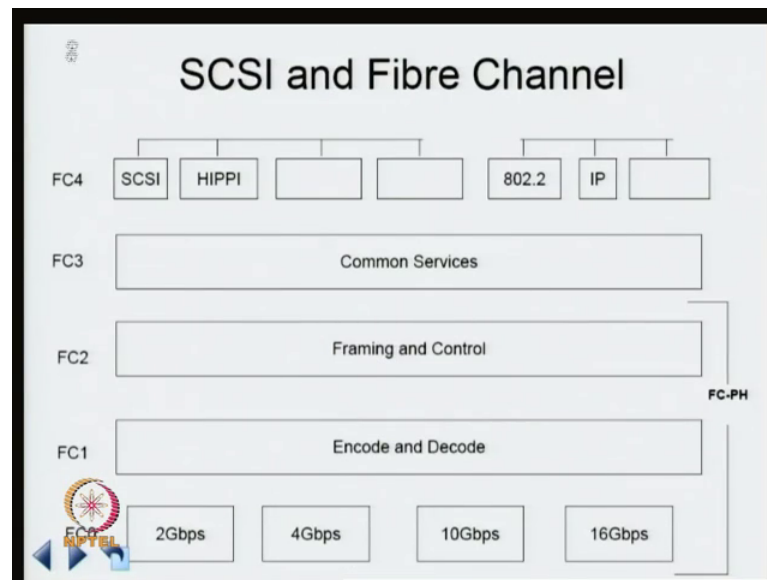 SCSI and Fibre Channel
FC4 SCSI HIPPI 802.2 IP
FC3 Common Services
FC2 Framing and Control
FC-PH
FC1 Encode and Decode
FC0 2Gbps 4Gbps 10Gbps 16Gbps
NPTEL